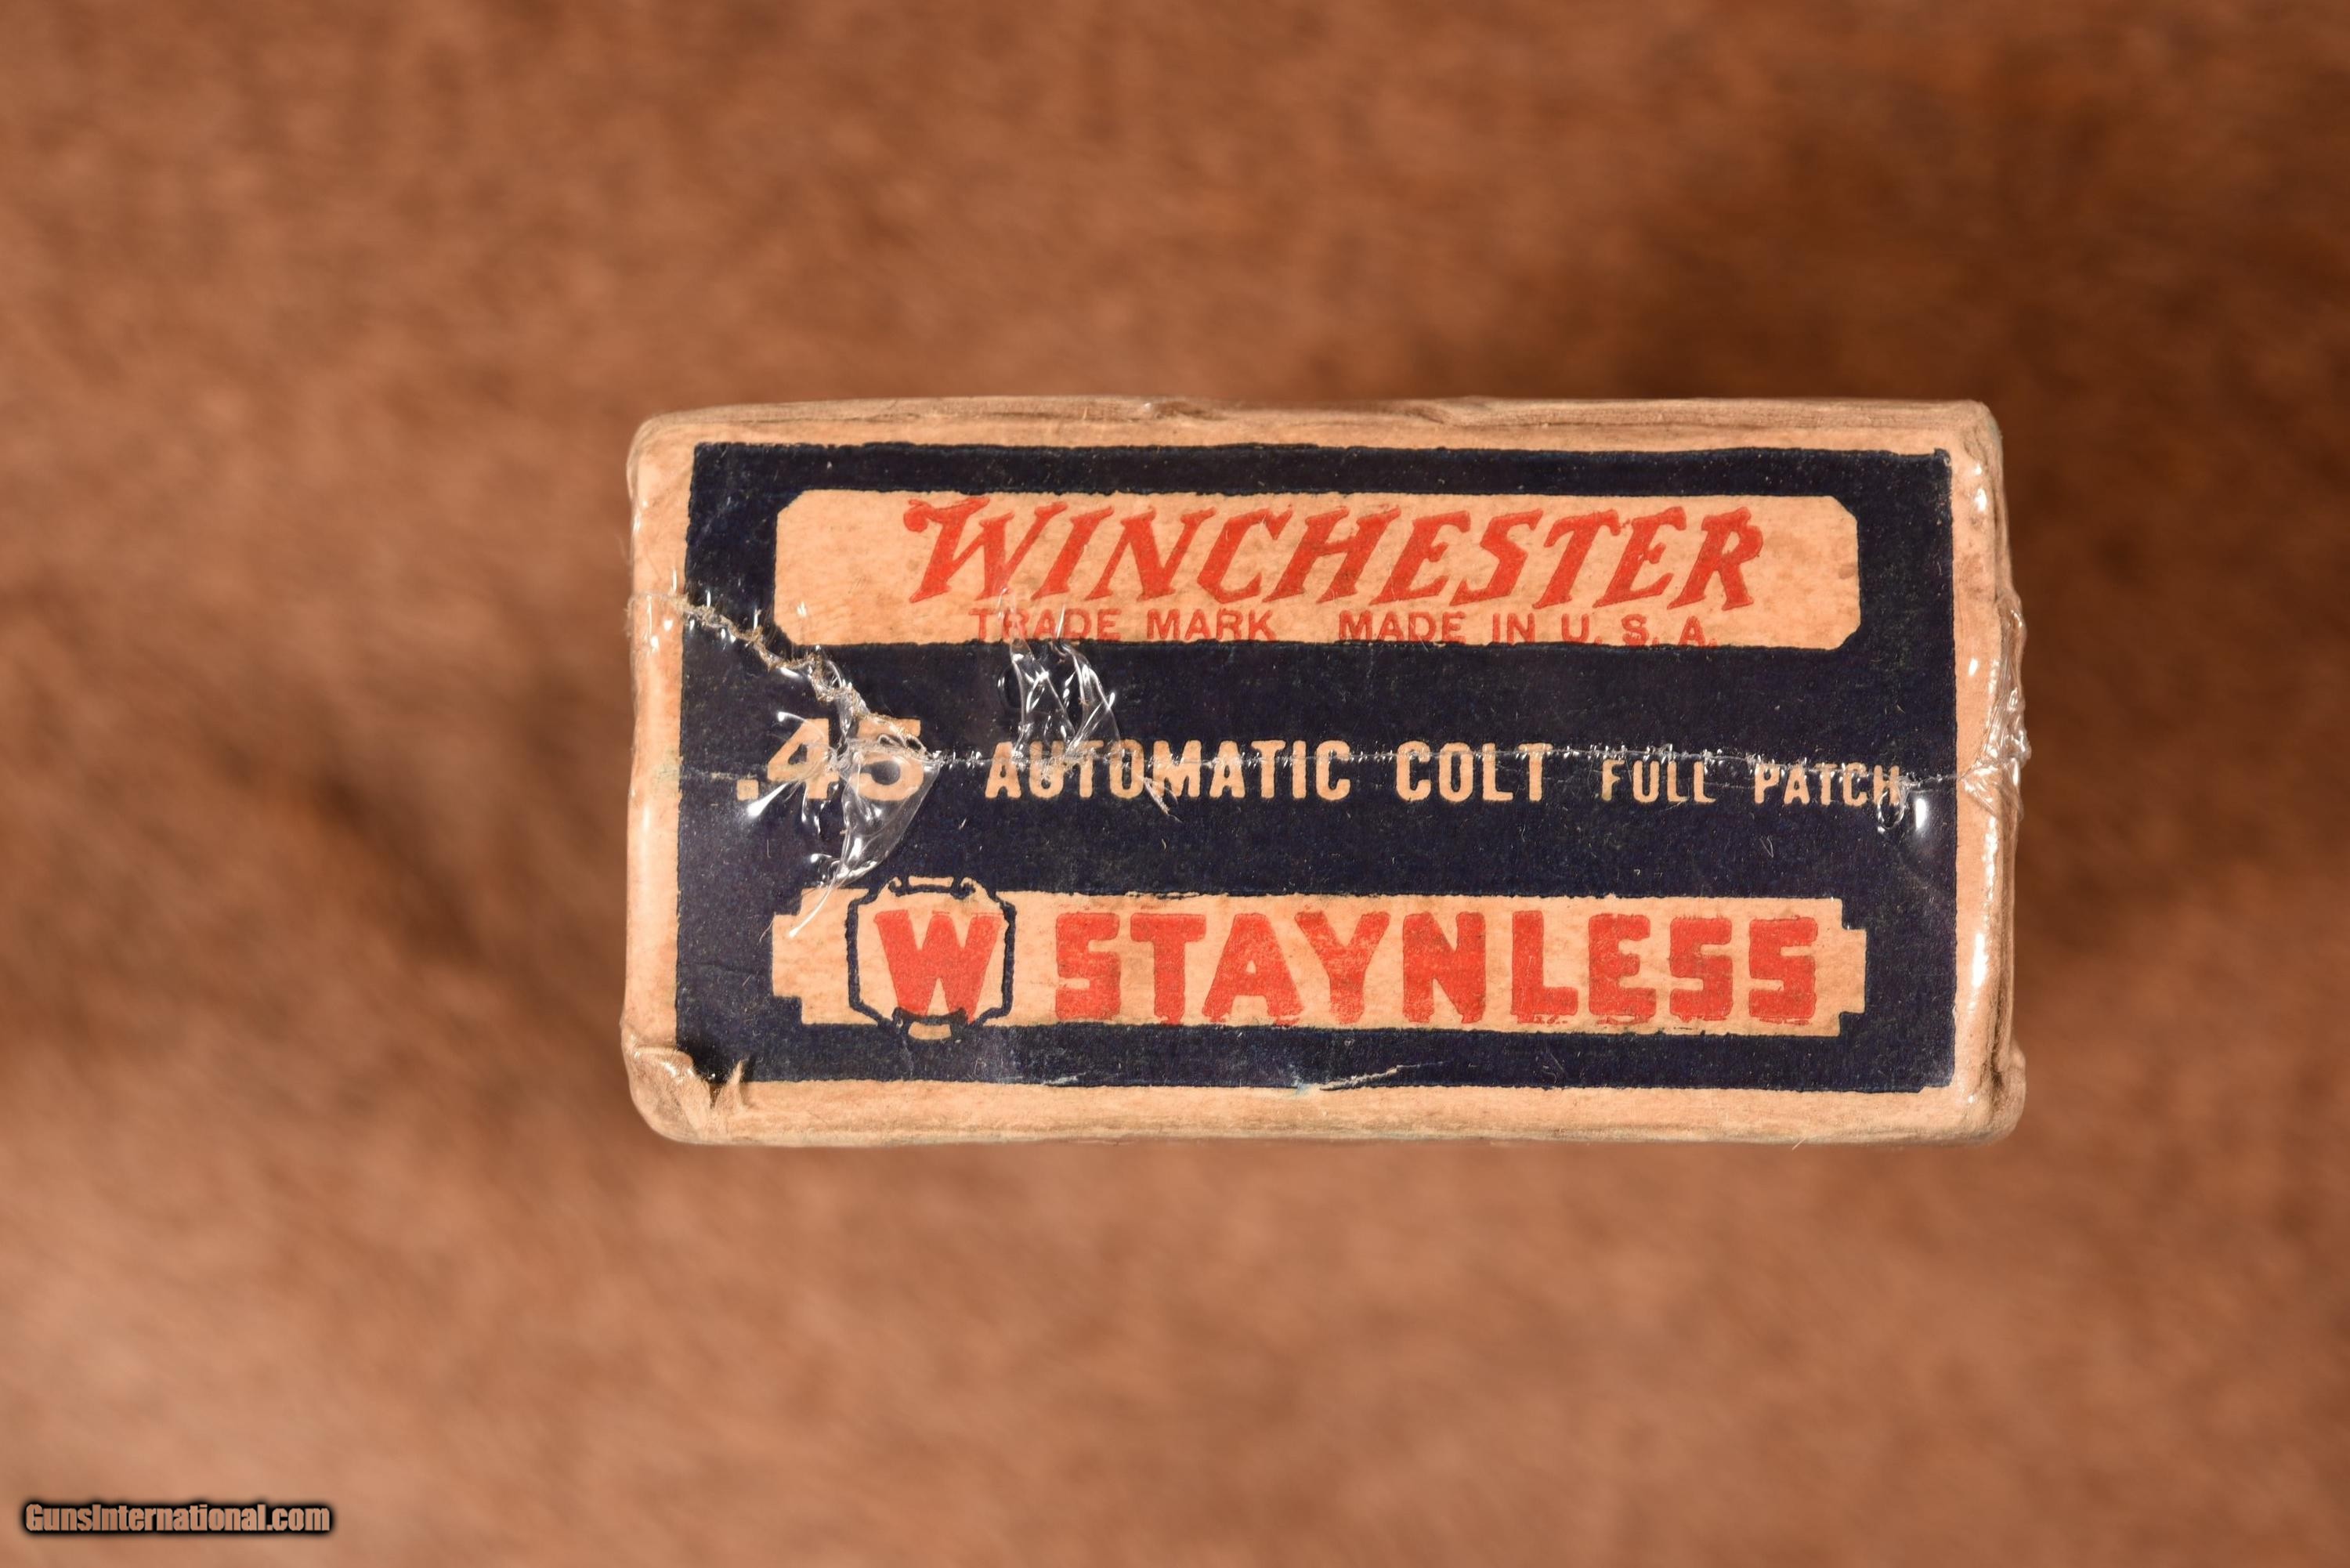 WINCHESTER
TRADE MARK MADE IN U. S. A.
.45 AUTOMATIC COLT FULL PATCH
W STAYNLESS
GunsInternational.com